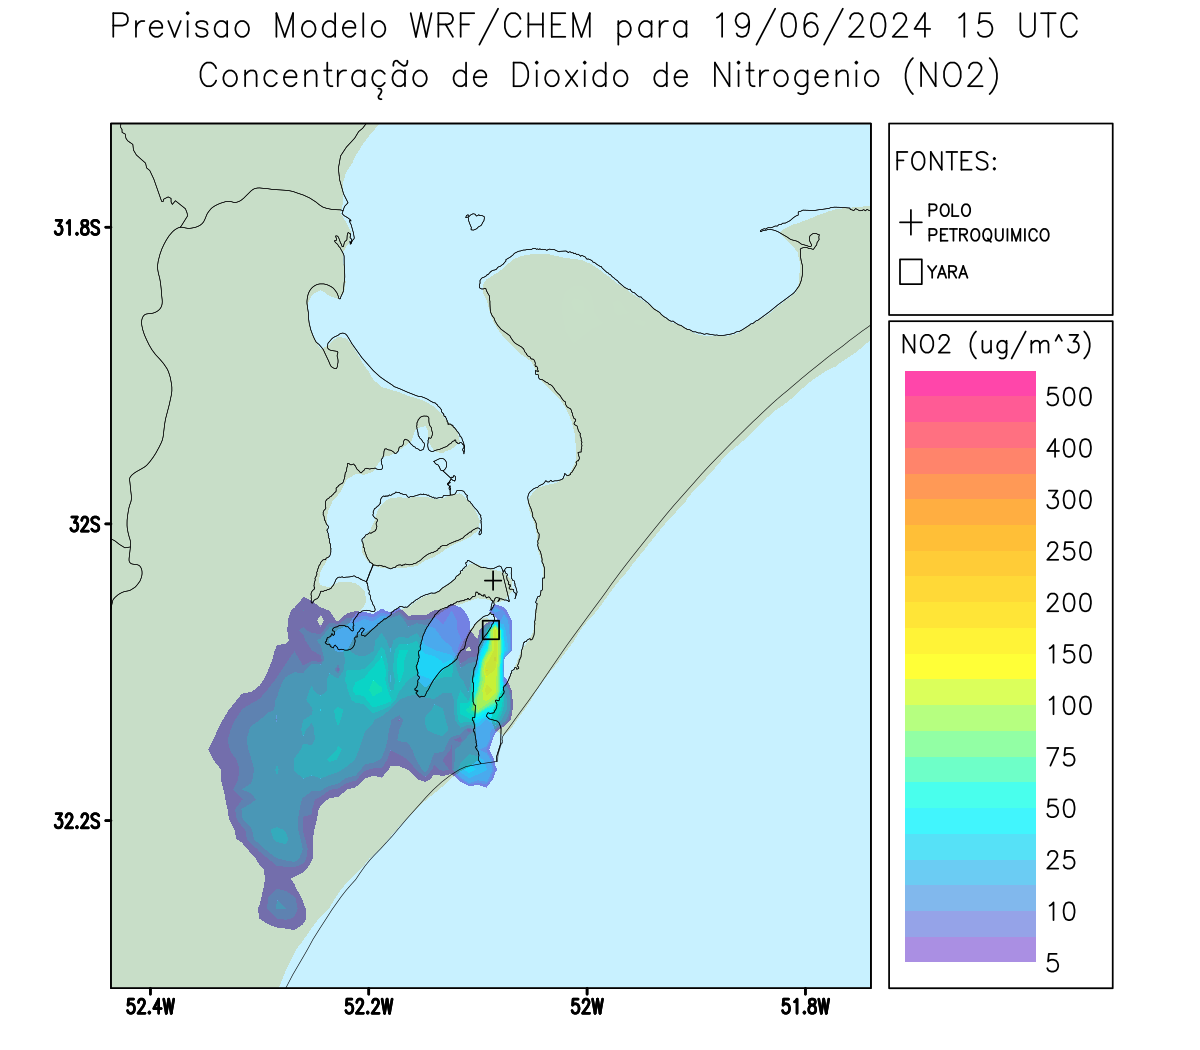 Previsao Modelo WRF/CHEM para 19/06/2024 15 UTC
Concentração de Dioxido de Nitrogenio (NO2)
FONTES:
POLO
PETROQUIMICO
YARA
NO2 (ug/m^3)
500
400
300
250
200
150
100
75
50
25
10
5
31.8S
32S
32.2S
52.4W
52.2W
52W
51.8W